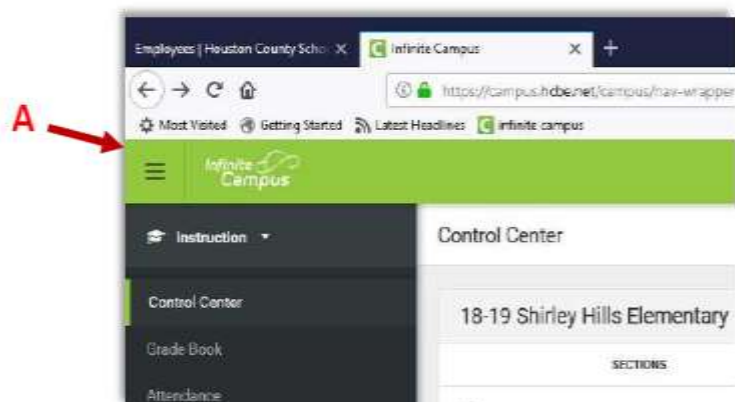 Employees | Houston County Scho X
Infinite Campus X +
https://campus.hcbe.net/campus/nav-wrapper
Most Visited Getting Started Latest Headlines infinite campus
A
Infinite Campus
Instruction
Control Center
Control Center
18-19 Shirley Hills Elementary
Grade Book
SECTIONS
Attendance